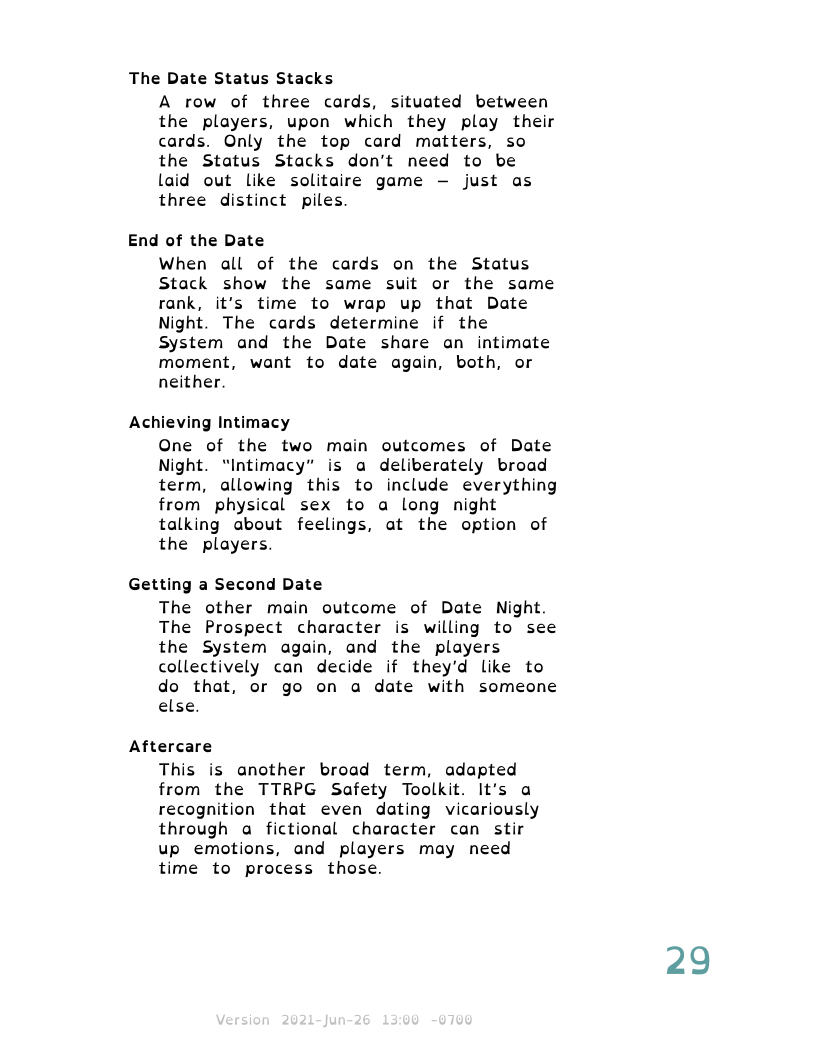 The Date Status Stacks
A row of three cards, situated between
the players, upon which they play their
cards. Only the top card matters, so
the Status Stacks don't need to be
laid out like solitaire game – just as
three distinct piles.
End of the Date
When all of the cards on the Status
Stack show the same suit or the same
rank, it's time to wrap up that Date
Night. The cards determine if the
System and the Date share an intimate
moment, want to date again, both, or
neither.
Achieving Intimacy
One of the two main outcomes of Date
Night. “Intimacy” is a deliberately broad
term, allowing this to include everything
from physical sex to a long night
talking about feelings, at the option of
the players.
Getting a Second Date
The other main outcome of Date Night.
The Prospect character is willing to see
the System again, and the players
collectively can decide if they'd like to
do that, or go on a date with someone
else.
Aftercare
This is another broad term, adapted
from the TTRPG Safety Toolkit. It's a
recognition that even dating vicariously
through a fictional character can stir
up emotions, and players may need
time to process those.
29
Version 2021-Jun-26 13:00 -0700